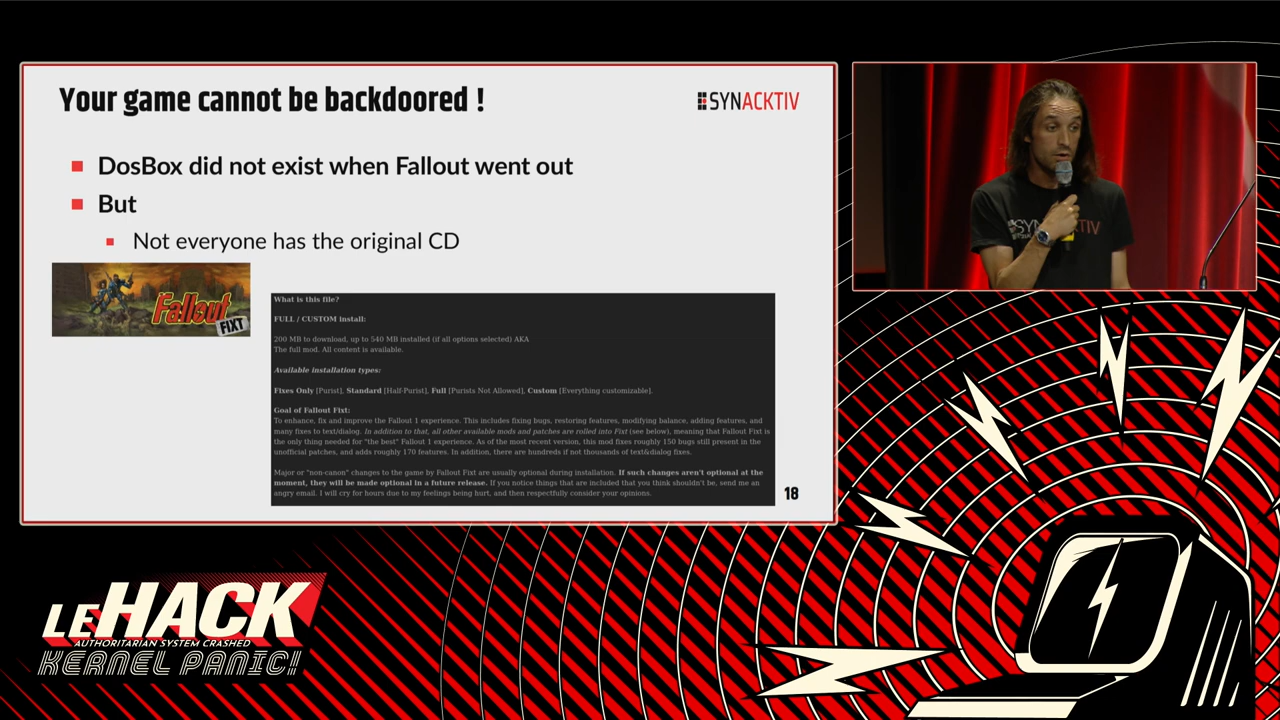 Your game cannot be backdoored !
SYNACKTIV
DosBox did not exist when Fallout went out
But
Not everyone has the original CD
Fallout
FIXT
What is this file?
FULL / CUSTOM install:
200 MB to download, up to 540 MB installed (if all options selected) AKA
The full mod. All content is available.
Available installation types:
Fixes Only [Purist], Standard [Half-Purist], Full [Purists Not Allowed], Custom [Everything customizable].
Goal of Fallout Fixt:
To enhance, fix and improve the Fallout 1 experience. This includes fixing bugs, restoring features, modifying balance, adding features, and
many fixes to text/dialog. In addition to that, all other available mods and patches are rolled into Fixt (see below), meaning that Fallout Fixt is
the only thing needed for "the best" Fallout 1 experience. As of the most recent version, this mod fixes roughly 150 bugs still present in the
unofficial patches, and adds roughly 170 features. In addition, there are hundreds if not thousands of text&dialog fixes.
Major or "non-canon" changes to the game by Fallout Fixt are usually optional during installation. If such changes aren't optional at the
moment, they will be made optional in a future release. If you notice things that are included that you think shouldn't be, send me an
angry email. I will cry for hours due to my feelings being hurt, and then respectfully consider your opinions.
18
SYNACKTIV
LEHACK
AUTHORITARIAN SYSTEM CRASHED
KERNEL PANIC!